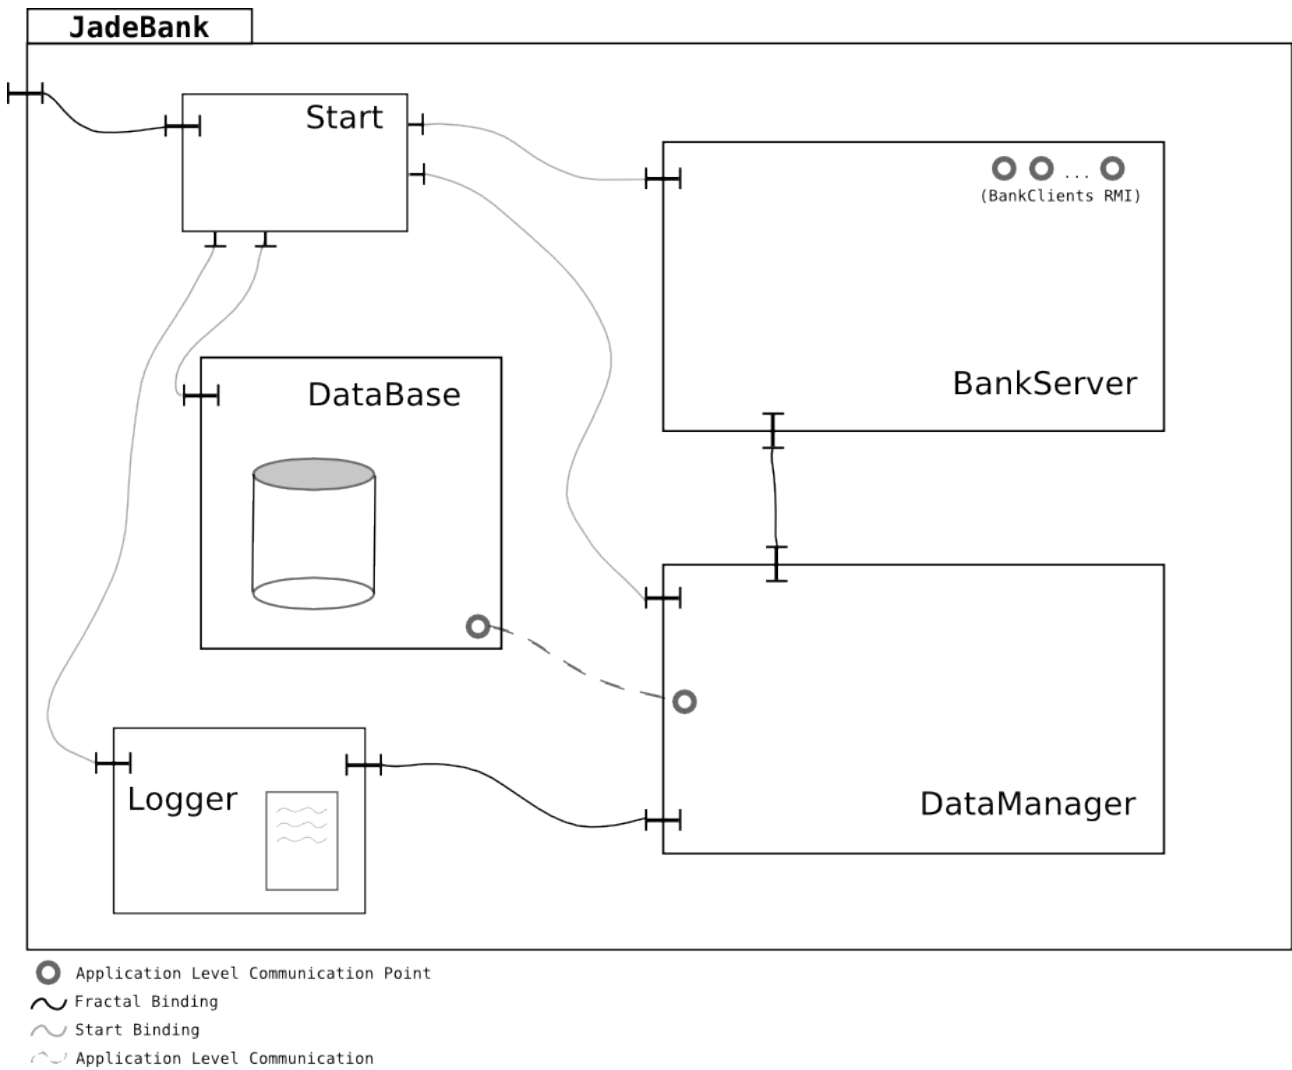 JadeBank
Start
...
(BankClients RMI)
BankServer
DataBase
Logger
DataManager
Application Level Communication Point
Fractal Binding
Start Binding
Application Level Communication